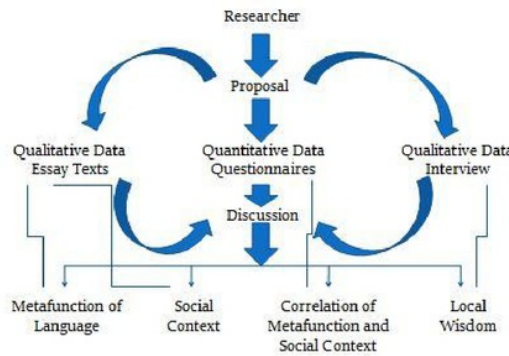 Researcher
Proposal
Qualitative Data
Essay Texts
Quantitative Data
Questionnaires
Qualitative Data
Interview
Discussion
Metafunction of
Language
Social
Context
Correlation of
Metafunction and
Social Context
Local
Wisdom